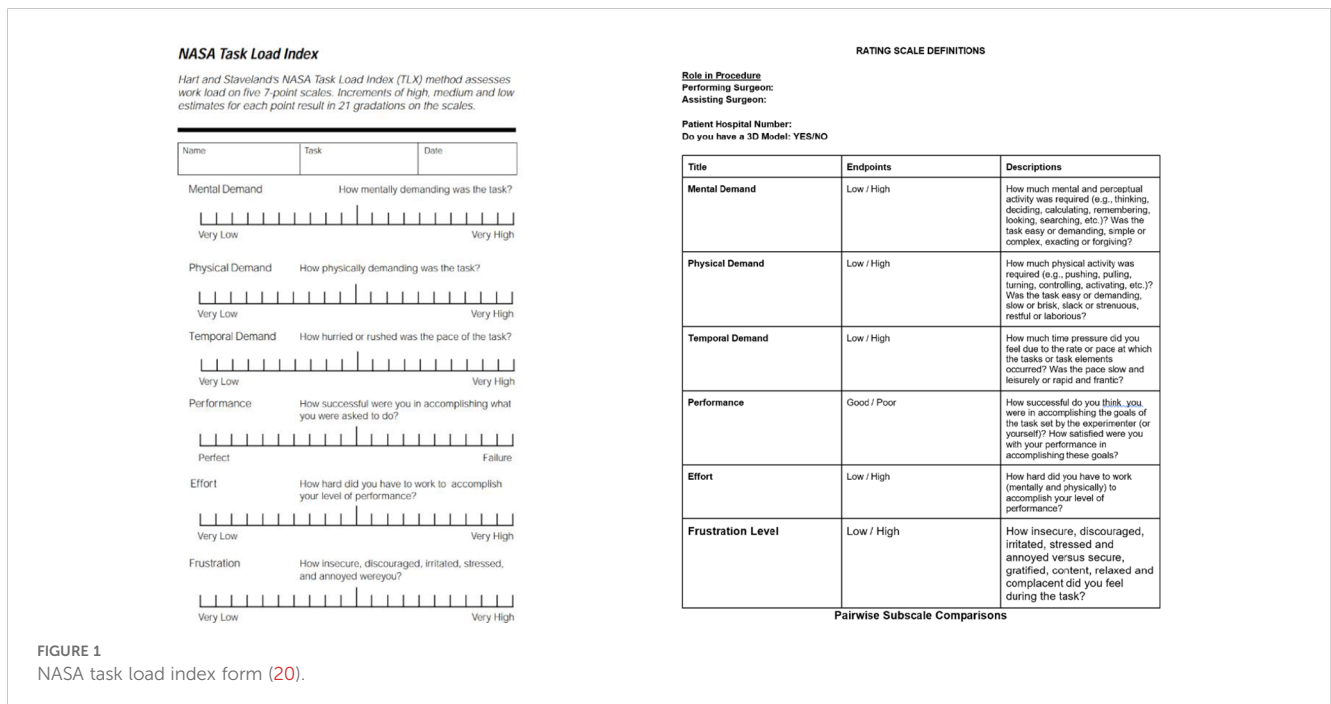 NASA Task Load Index
Hart and Staveland's NASA Task Load Index (TLX) method assesses
work load on five 7-point scales. Increments of high, medium and low
estimates for each point result in 21 gradations on the scales.
Name Task Date
Mental Demand How mentally demanding was the task?
Very Low Very High
Physical Demand How physically demanding was the task?
Very Low Very High
Temporal Demand How hurried or rushed was the pace of the task?
Very Low Very High
Performance How successful were you in accomplishing what
you were asked to do?
Perfect Failure
Effort How hard did you have to work to accomplish
your level of performance?
Very Low Very High
Frustration How insecure, discouraged, irritated, stressed,
and annoyed wereyou?
Very Low Very High
RATING SCALE DEFINITIONS
Role in Procedure
Performing Surgeon:
Assisting Surgeon:
Patient Hospital Number:
Do you have a 3D Model: YES/NO
Title Endpoints Descriptions
Mental Demand Low / High How much mental and perceptual
activity was required (e.g., thinking,
deciding, calculating, remembering,
looking, searching, etc.)? Was the
task easy or demanding, simple or
complex, exacting or forgiving?
Physical Demand Low / High How much physical activity was
required (e.g., pushing, pulling,
turning, controlling, activating, etc.)?
Was the task easy or demanding,
slow or brisk, slack or strenuous,
restful or laborious?
Temporal Demand Low / High How much time pressure did you
feel due to the rate or pace at which
the tasks or task elements
occurred? Was the pace slow and
leisurely or rapid and frantic?
Performance Good / Poor How successful do you think you
were in accomplishing the goals of
the task set by the experimenter (or
yourself)? How satisfied were you
with your performance in
accomplishing these goals?
Effort Low / High How hard did you have to work
(mentally and physically) to
accomplish your level of
performance?
Frustration Level Low / High How insecure, discouraged,
irritated, stressed and
annoyed versus secure,
gratified, content, relaxed and
complacent did you feel
during the task?
Pairwise Subscale Comparisons
FIGURE 1
NASA task load index form (20).